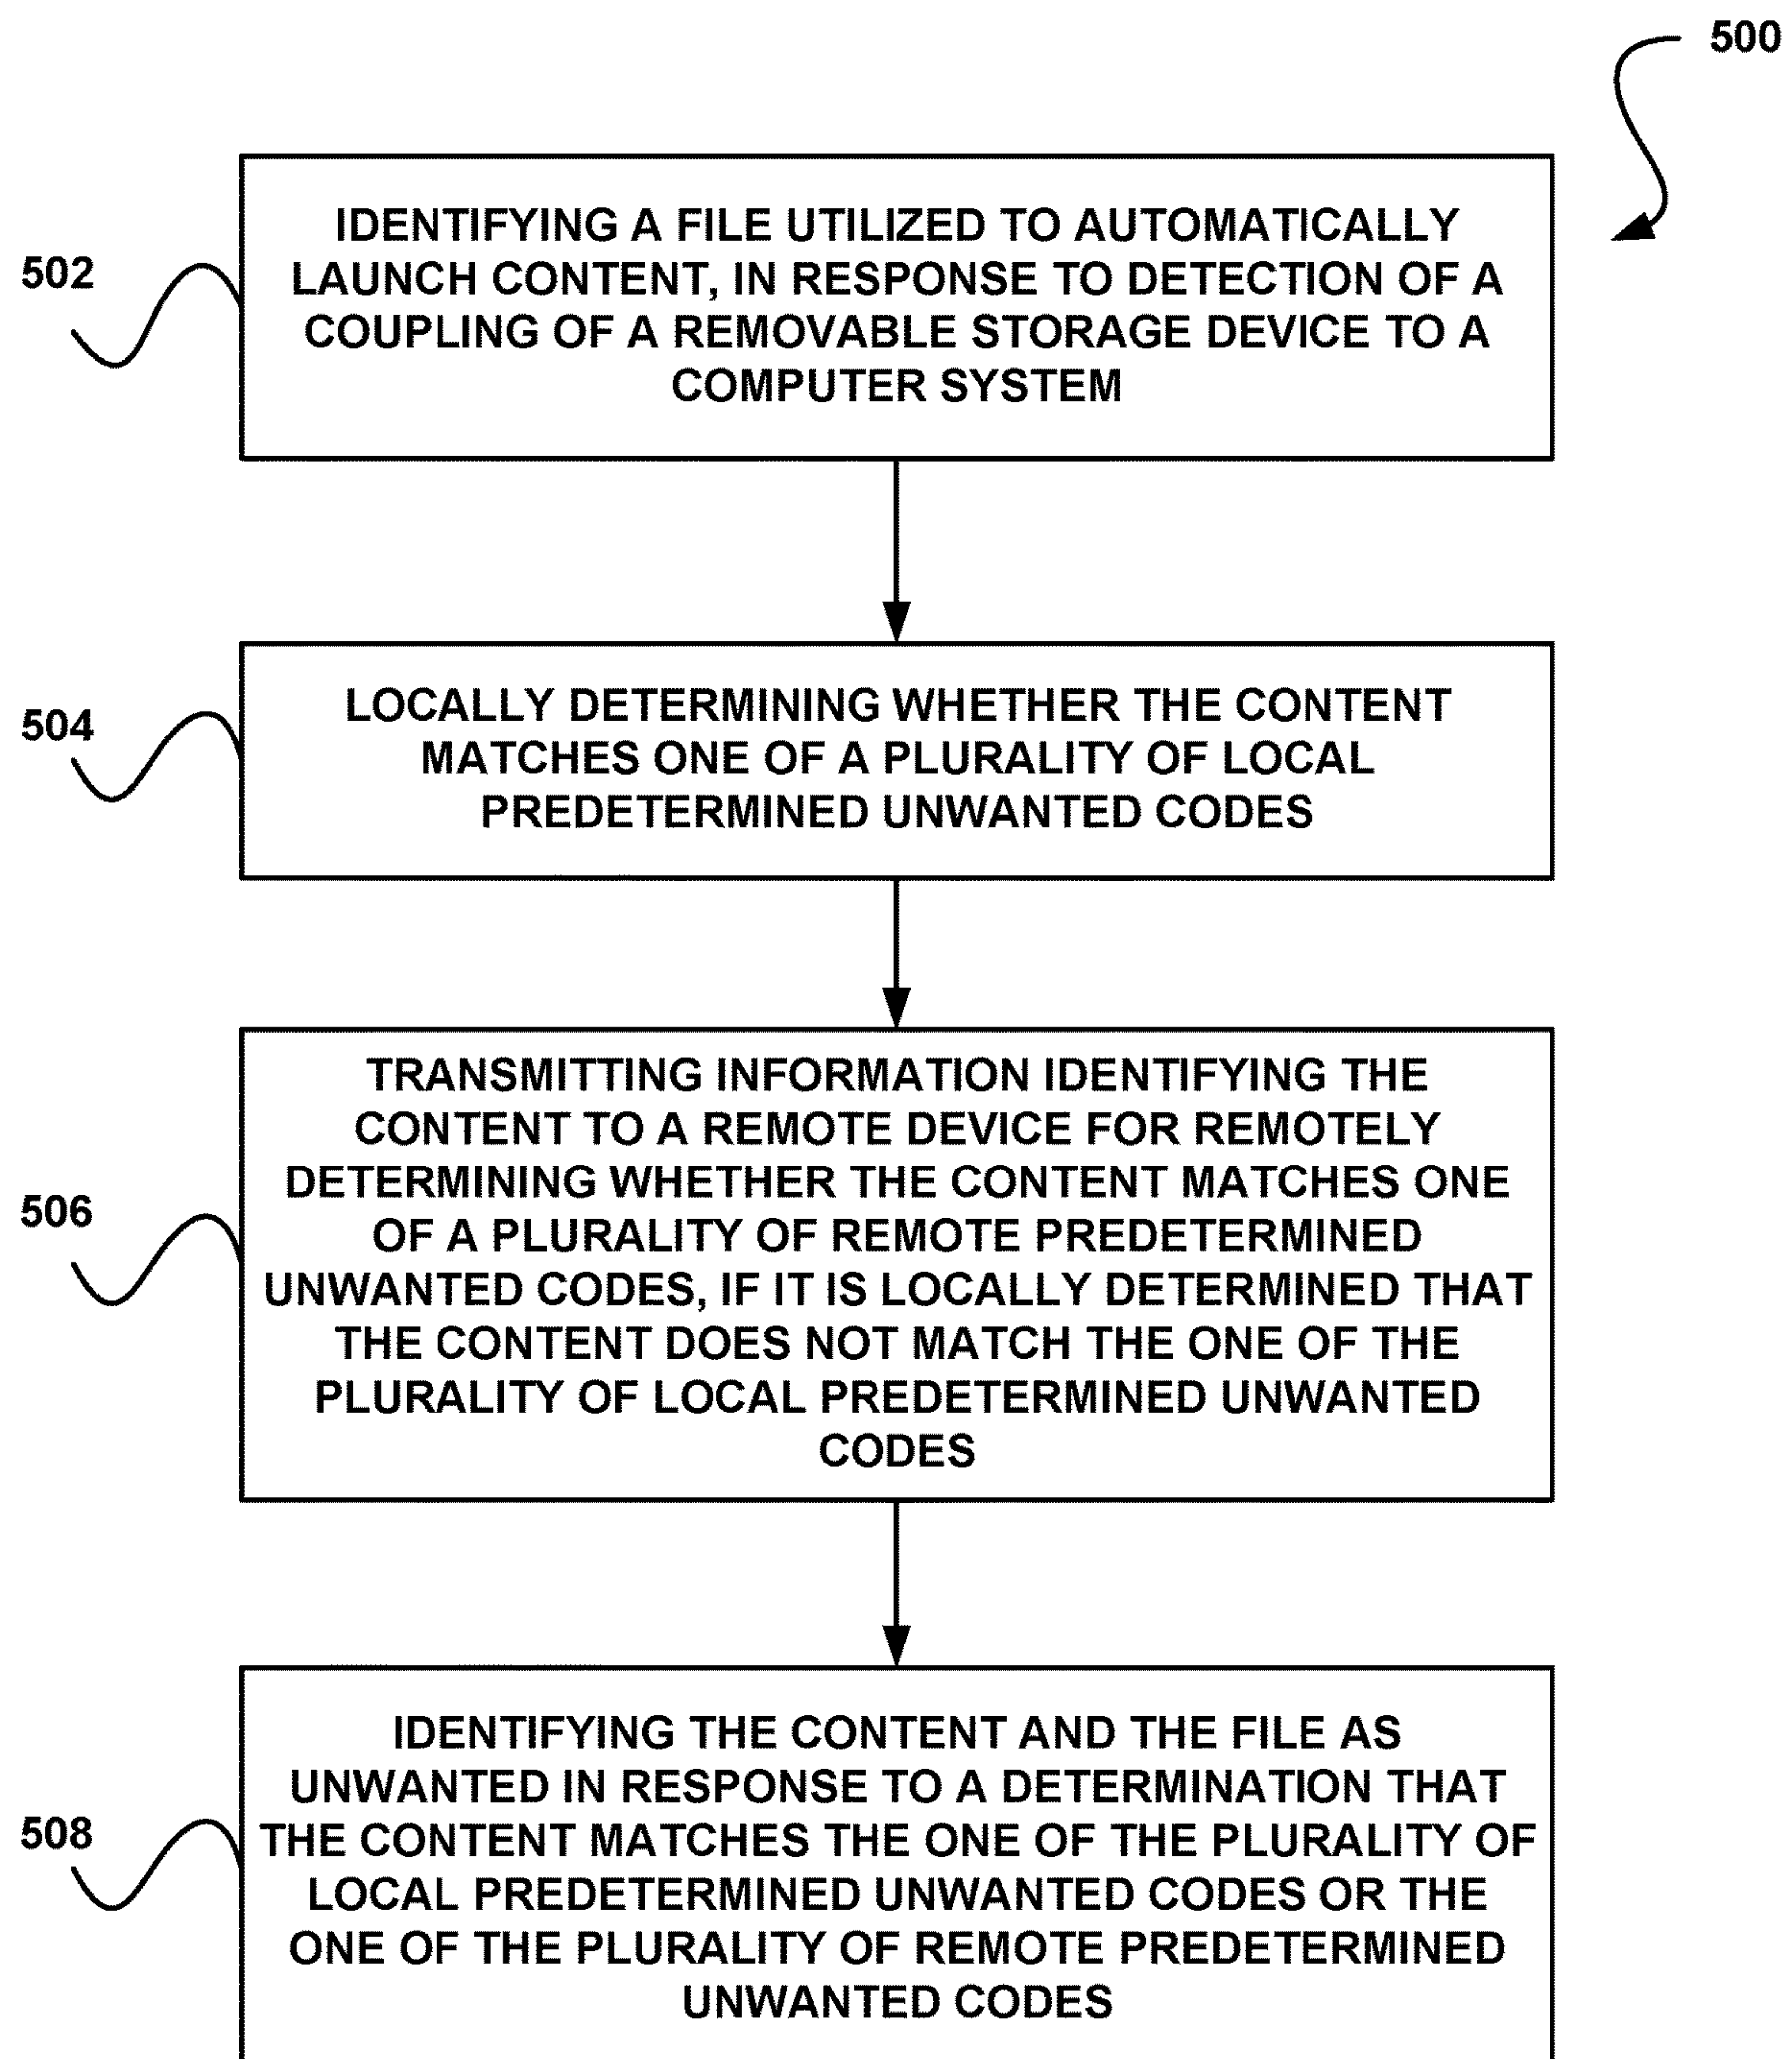 500
502
IDENTIFYING A FILE UTILIZED TO AUTOMATICALLY
LAUNCH CONTENT, IN RESPONSE TO DETECTION OF A
COUPLING OF A REMOVABLE STORAGE DEVICE TO A
COMPUTER SYSTEM
504
LOCALLY DETERMINING WHETHER THE CONTENT
MATCHES ONE OF A PLURALITY OF LOCAL
PREDETERMINED UNWANTED CODES
506
TRANSMITTING INFORMATION IDENTIFYING THE
CONTENT TO A REMOTE DEVICE FOR REMOTELY
DETERMINING WHETHER THE CONTENT MATCHES ONE
OF A PLURALITY OF REMOTE PREDETERMINED
UNWANTED CODES, IF IT IS LOCALLY DETERMINED THAT
THE CONTENT DOES NOT MATCH THE ONE OF THE
PLURALITY OF LOCAL PREDETERMINED UNWANTED
CODES
508
IDENTIFYING THE CONTENT AND THE FILE AS
UNWANTED IN RESPONSE TO A DETERMINATION THAT
THE CONTENT MATCHES THE ONE OF THE PLURALITY OF
LOCAL PREDETERMINED UNWANTED CODES OR THE
ONE OF THE PLURALITY OF REMOTE PREDETERMINED
UNWANTED CODES